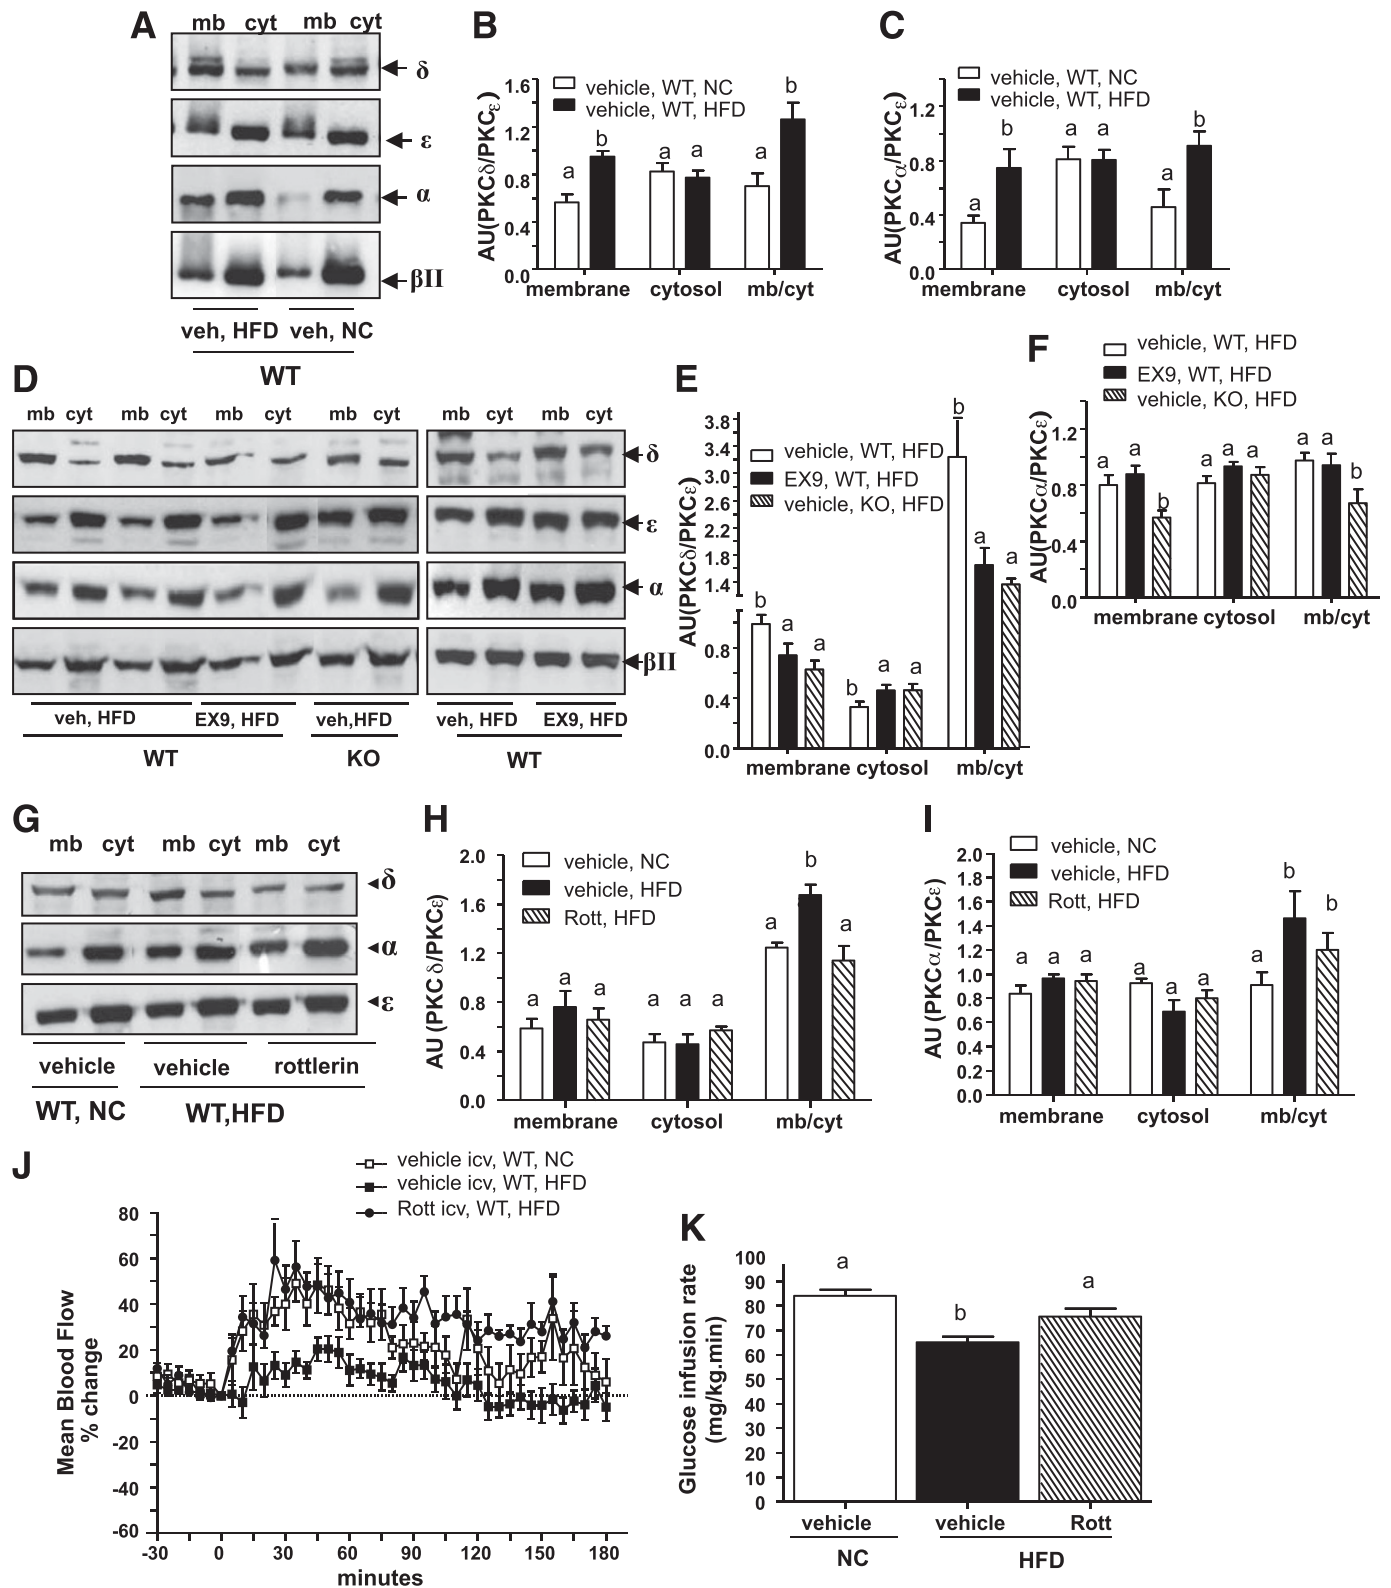 A
mb cyt mb cyt
δ
ε
α
βII
veh, HFD veh, NC
WT
B
vehicle, WT, NC
vehicle, WT, HFD
AU(PKCδ/PKCε)
1.6
1.2
0.8
0.4
0.0
a b a a a b
membrane cytosol mb/cyt
C
vehicle, WT, NC
vehicle, WT, HFD
AU(PKCα/PKCε)
1.2
0.8
0.4
0.0
a b a a a b
membrane cytosol mb/cyt
D
mb cyt mb cyt mb cyt mb cyt mb cyt mb cyt
δ
ε
α
βII
veh, HFD EX9, HFD veh,HFD veh, HFD EX9, HFD
WT KO WT
E
vehicle, WT, HFD
EX9, WT, HFD
vehicle, KO, HFD
AU(PKCδ/PKCε)
3.8
3.4
3.0
2.6
2.2
1.8
1.4
0.8
0.4
0.0
b a a b a a b a a
membrane cytosol mb/cyt
F
vehicle, WT, HFD
EX9, WT, HFD
vehicle, KO, HFD
AU(PKCα/PKCε)
1.2
0.4
0.0
a a b a a a a a b
membrane cytosol mb/cyt
G
mb cyt mb cyt mb cyt
δ
α
ε
vehicle vehicle rottlerin
WT, NC WT,HFD
H
vehicle, NC
vehicle, HFD
Rott, HFD
AU (PKC δ/PKCε)
2.0
1.6
1.2
0.8
0.4
0.0
a a a a a a a b a
membrane cytosol mb/cyt
I
vehicle, NC
vehicle, HFD
Rott, HFD
AU (PKCα/PKCε)
2.0
1.8
1.6
1.4
1.2
1.0
0.8
0.6
0.4
0.2
0.0
a a a a a a a b b
membrane cytosol mb/cyt
J
vehicle icv, WT, NC
vehicle icv, WT, HFD
Rott icv, WT, HFD
Mean Blood Flow
% change
80
60
40
20
0
-20
-40
-60
-30 0 30 60 90 120 150 180
minutes
K
Glucose infusion rate
(mg/kg.min)
100
90
80
70
60
50
40
30
20
10
0
a b a
vehicle vehicle Rott
NC HFD